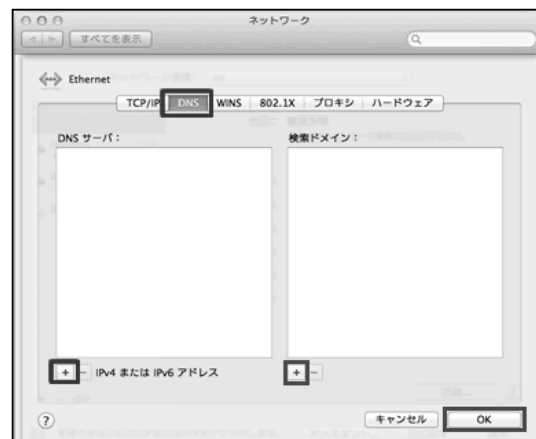 ネットワーク
すべてを表示
Ethernet
TCP/IP DNS WINS 802.1X プロキシ ハードウェア
DNS サーバ： 検索ドメイン：
+ − IPv4 または IPv6 アドレス + −
? キャンセル OK